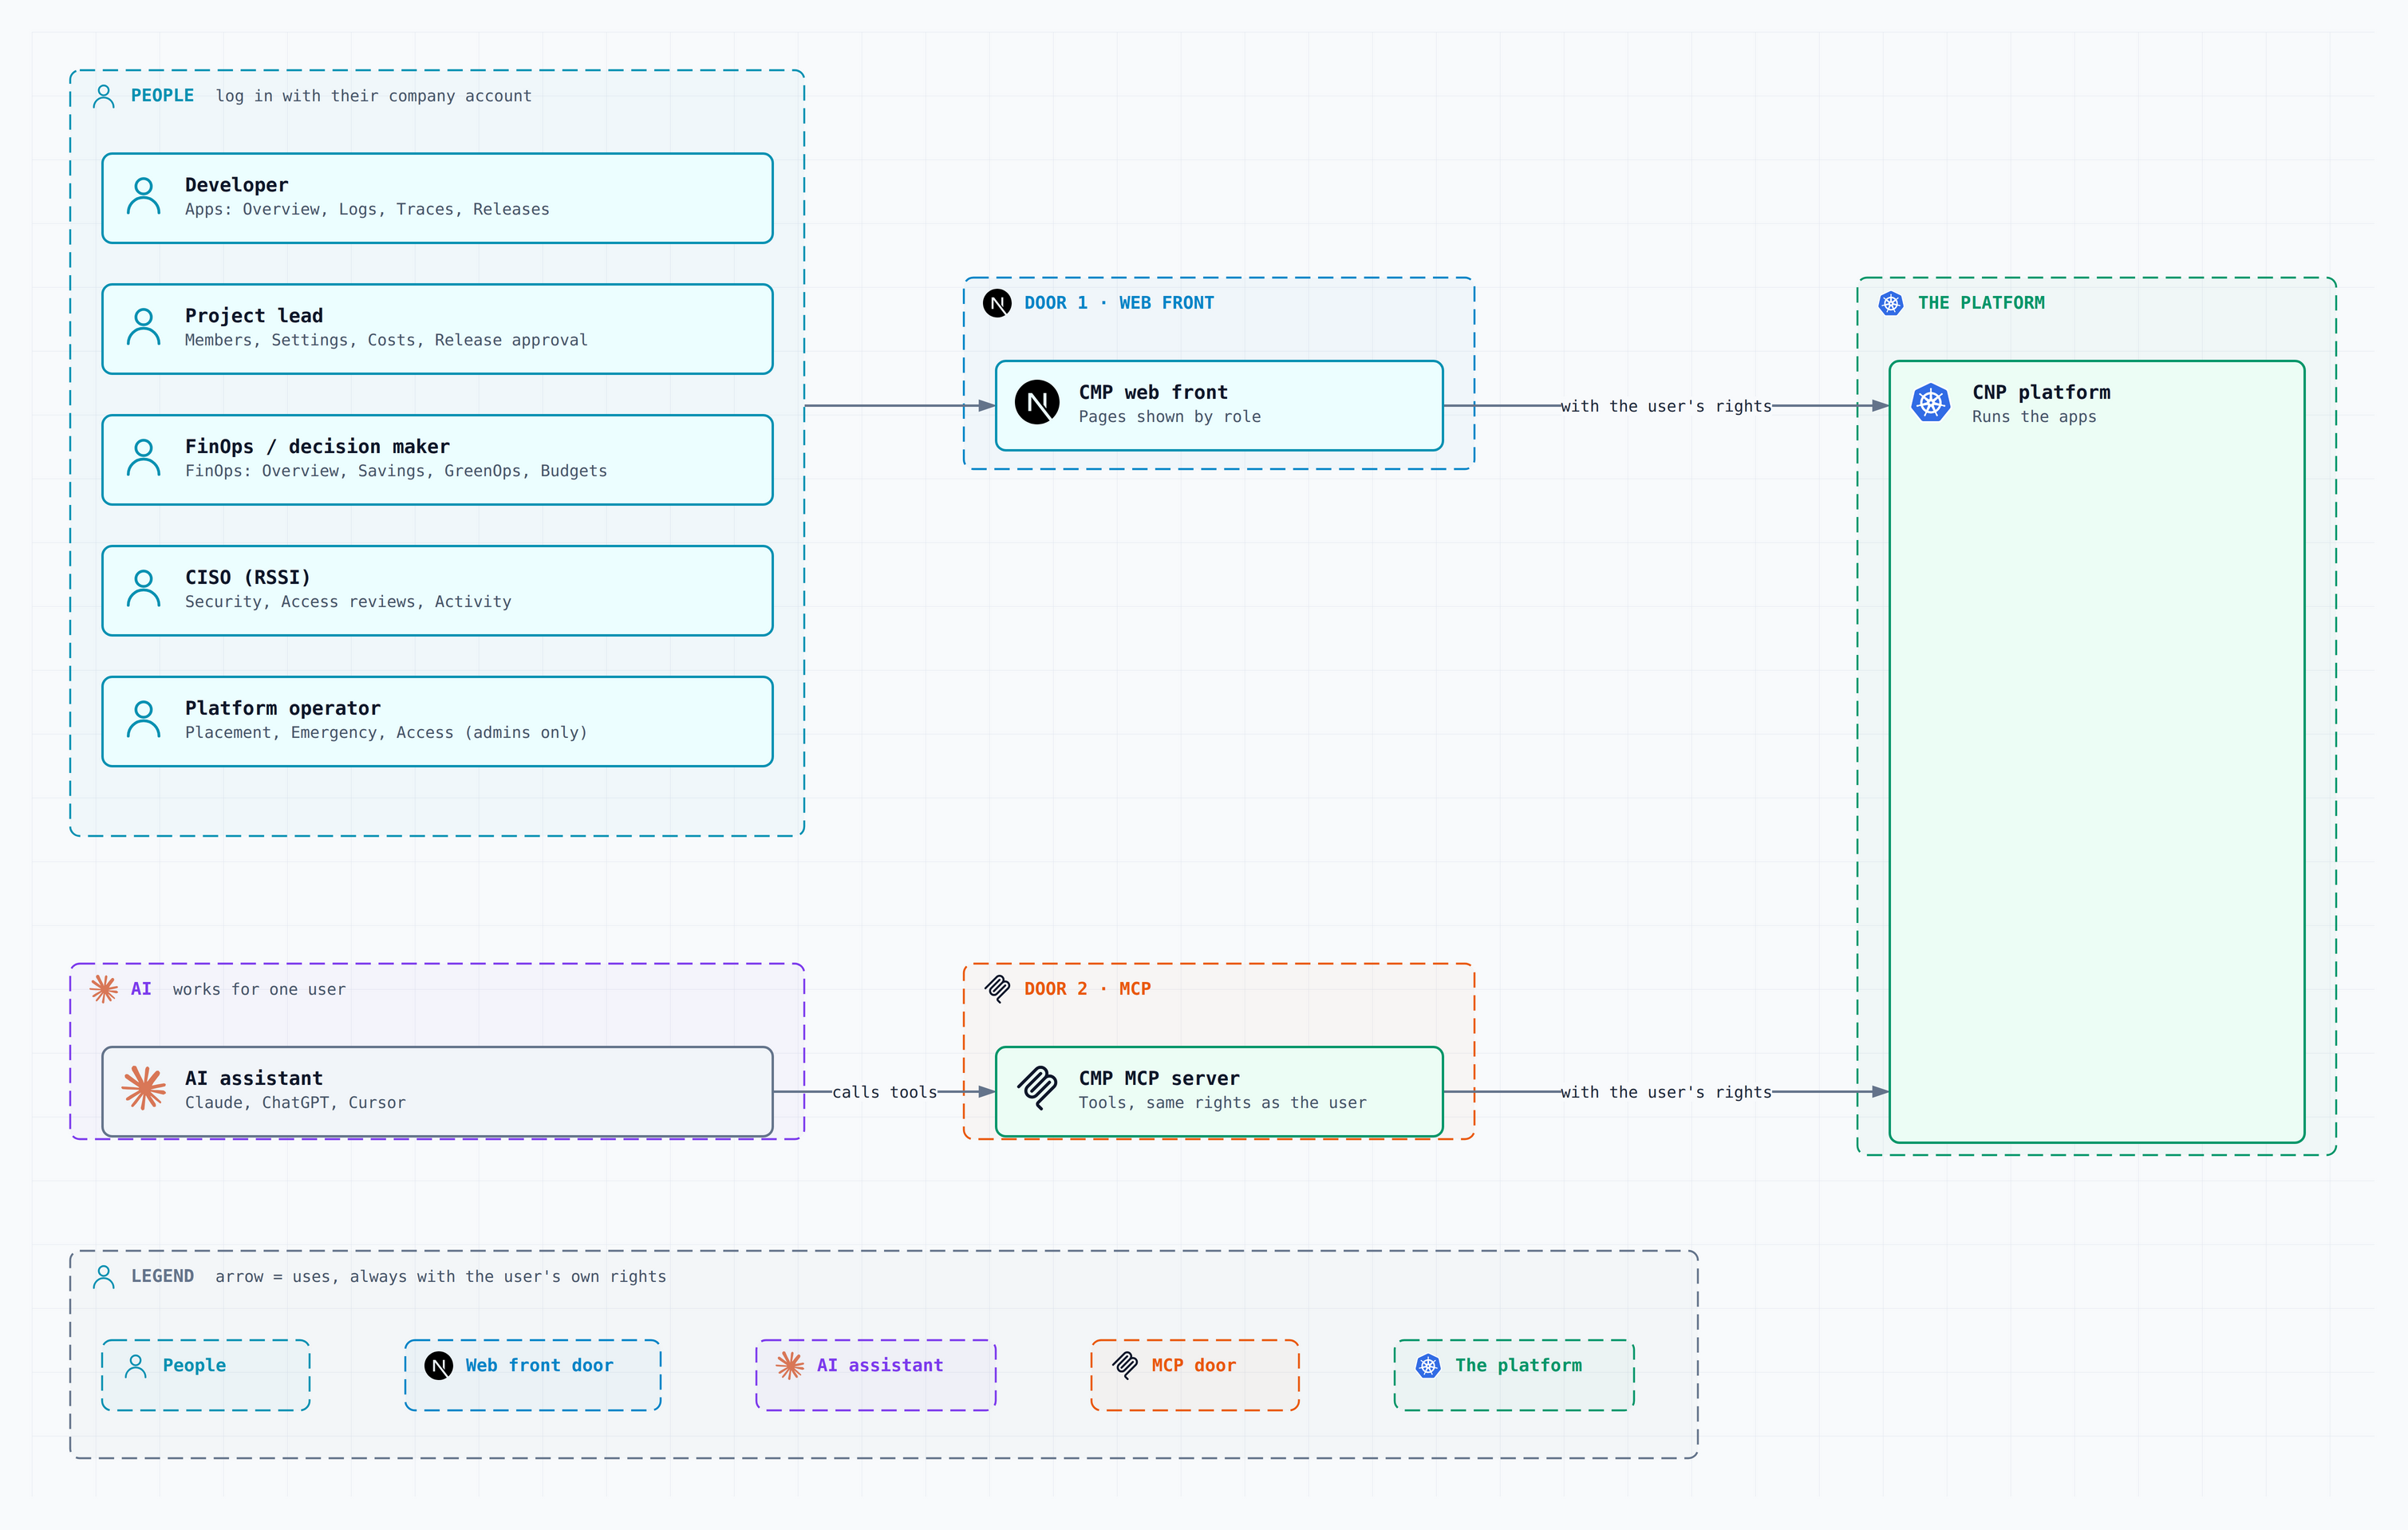 PEOPLE log in with their company account
Developer
Apps: Overview, Logs, Traces, Releases
Project lead
Members, Settings, Costs, Release approval
FinOps / decision maker
FinOps: Overview, Savings, GreenOps, Budgets
CISO (RSSI)
Security, Access reviews, Activity
Platform operator
Placement, Emergency, Access (admins only)
DOOR 1 · WEB FRONT
CMP web front
Pages shown by role
with the user's rights
THE PLATFORM
CNP platform
Runs the apps
AI works for one user
AI assistant
Claude, ChatGPT, Cursor
calls tools
DOOR 2 · MCP
CMP MCP server
Tools, same rights as the user
with the user's rights
LEGEND arrow = uses, always with the user's own rights
People
Web front door
AI assistant
MCP door
The platform